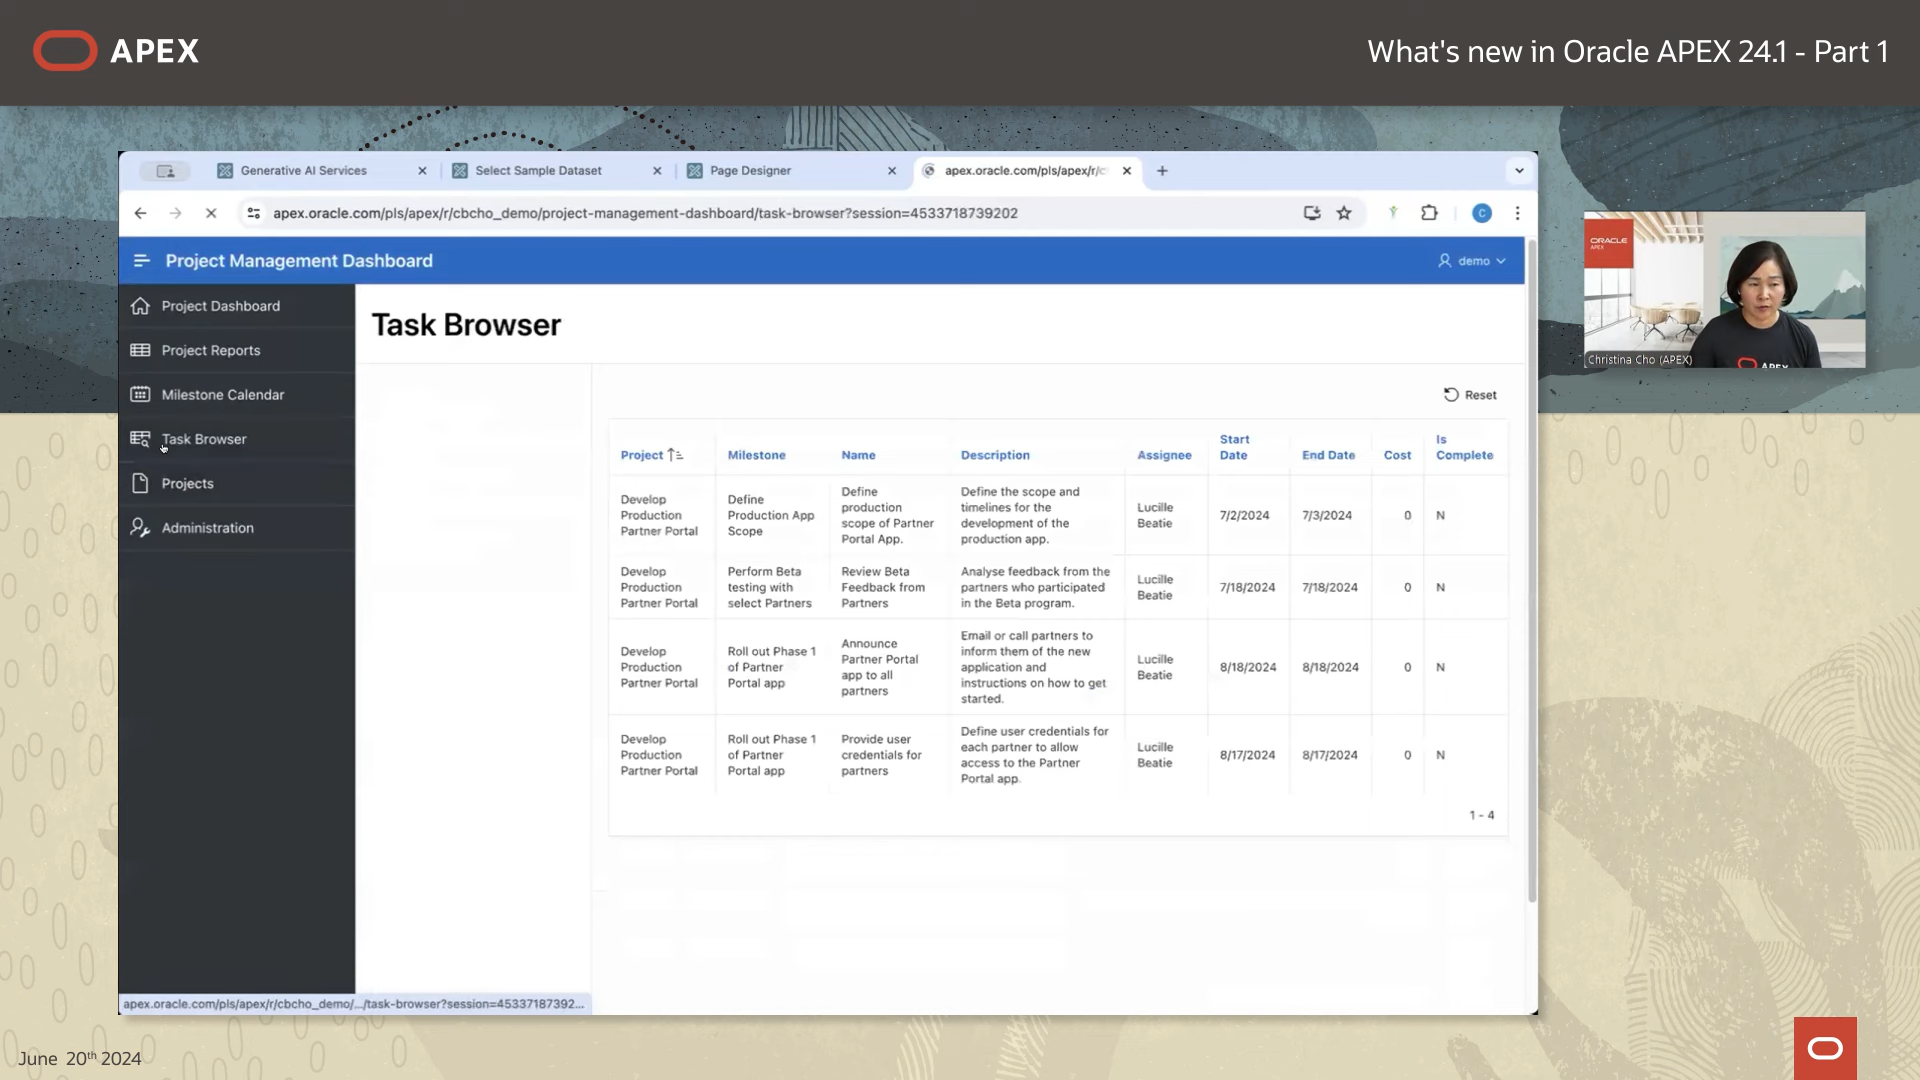 APEX
What's new in Oracle APEX 24.1 - Part 1
Generative AI Services
Select Sample Dataset
Page Designer
apex.oracle.com/pls/apex/r/c
apex.oracle.com/pls/apex/r/cbcho_demo/project-management-dashboard/task-browser?session=4533718739202
C
Project Management Dashboard
demo
Project Dashboard
Project Reports
Milestone Calendar
Task Browser
Projects
Administration
Task Browser
Reset
Project Milestone Name Description Assignee Start Date End Date Cost Is Complete
Develop Production Partner Portal Define Production App Scope Define production scope of Partner Portal App. Define the scope and timelines for the development of the production app. Lucille Beatie 7/2/2024 7/3/2024 0 N
Develop Production Partner Portal Perform Beta testing with select Partners Review Beta Feedback from Partners Analyse feedback from the partners who participated in the Beta program. Lucille Beatie 7/18/2024 7/18/2024 0 N
Develop Production Partner Portal Roll out Phase 1 of Partner Portal app Announce Partner Portal app to all partners Email or call partners to inform them of the new application and instructions on how to get started. Lucille Beatie 8/18/2024 8/18/2024 0 N
Develop Production Partner Portal Roll out Phase 1 of Partner Portal app Provide user credentials for partners Define user credentials for each partner to allow access to the Partner Portal app. Lucille Beatie 8/17/2024 8/17/2024 0 N
1 - 4
apex.oracle.com/pls/apex/r/cbcho_demo/.../task-browser?session=45337187392...
ORACLE
APEX
APEX
Christina Cho (APEX)
June 20th 2024